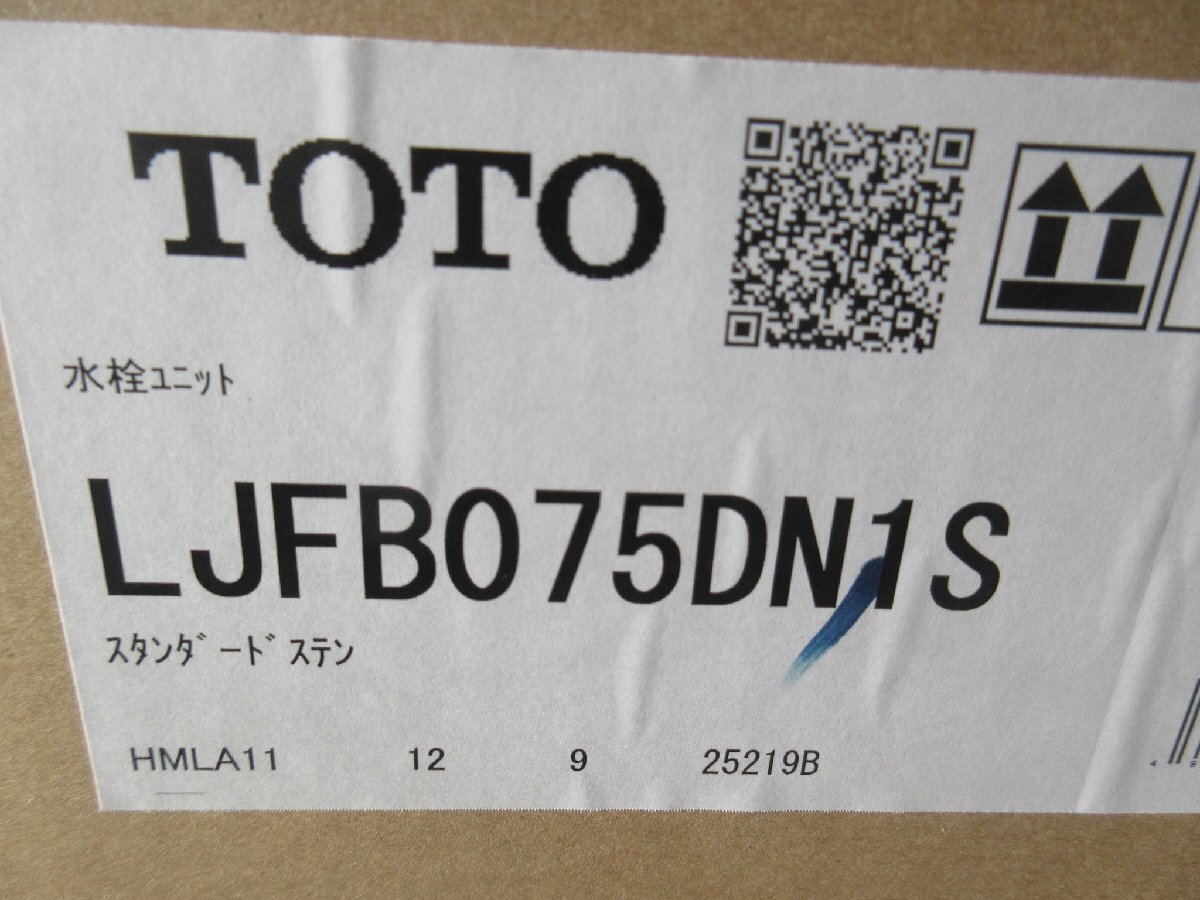 TOTO
水栓ユニット
LJFB075DN1S
スタンダード ステン
HMLA11 12 9 25219B